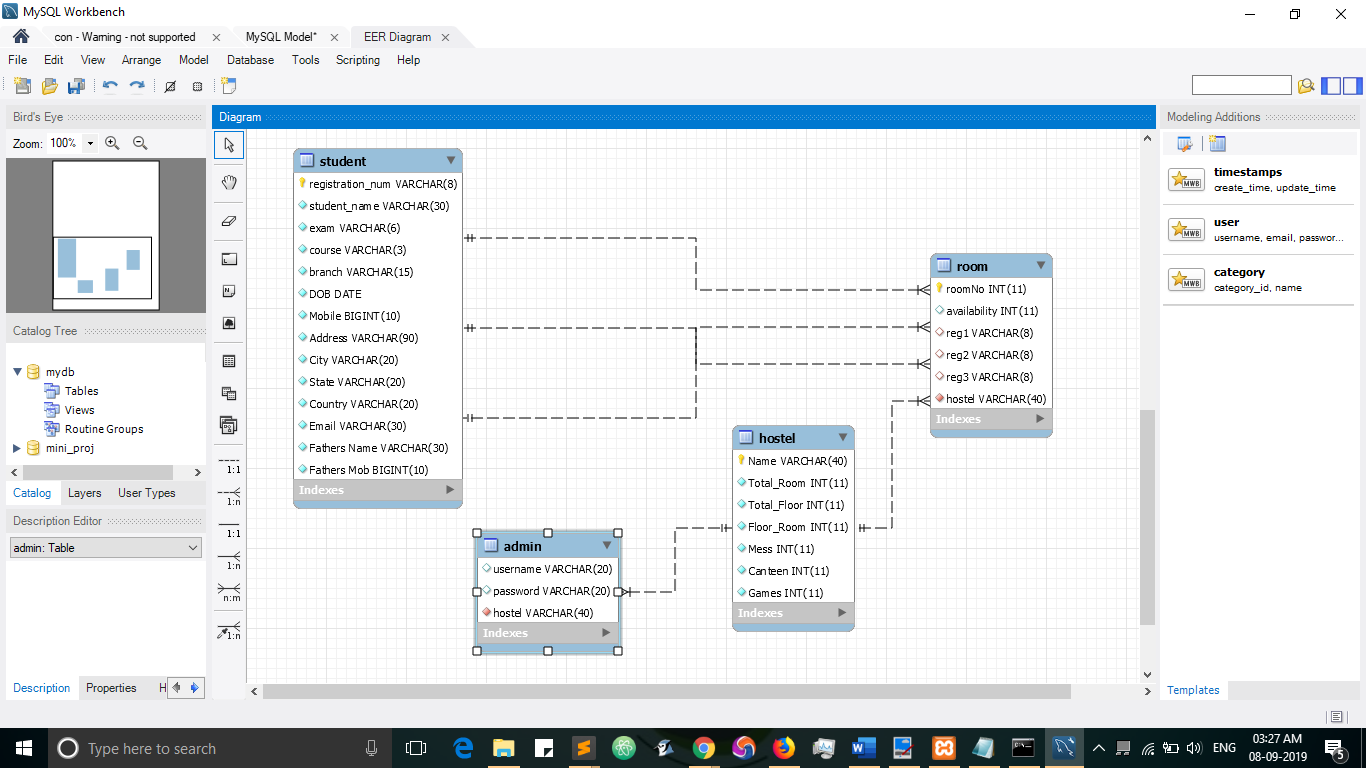 MySQL Workbench
con - Warning - not supported
MySQL Model*
EER Diagram
File Edit View Arrange Model Database Tools Scripting Help
Bird's Eye
Zoom: 100%
Catalog Tree
mydb
Tables
Views
Routine Groups
mini_proj
Catalog Layers User Types
Description Editor
admin: Table
Description Properties H
Diagram
1:1
1:n
1:1
1:n
n:m
1:n
student
registration_num VARCHAR(8)
student_name VARCHAR(30)
exam VARCHAR(6)
course VARCHAR(3)
branch VARCHAR(15)
DOB DATE
Mobile BIGINT(10)
Address VARCHAR(90)
City VARCHAR(20)
State VARCHAR(20)
Country VARCHAR(20)
Email VARCHAR(30)
Fathers Name VARCHAR(30)
Fathers Mob BIGINT(10)
Indexes
room
roomNo INT(11)
availability INT(11)
reg1 VARCHAR(8)
reg2 VARCHAR(8)
reg3 VARCHAR(8)
hostel VARCHAR(40)
Indexes
hostel
Name VARCHAR(40)
Total_Room INT(11)
Total_Floor INT(11)
Floor_Room INT(11)
Mess INT(11)
Canteen INT(11)
Games INT(11)
Indexes
admin
username VARCHAR(20)
password VARCHAR(20)
hostel VARCHAR(40)
Indexes
Modeling Additions
timestamps
create_time, update_time
user
username, email, passwor...
category
category_id, name
Templates
Type here to search
ENG
03:27 AM
08-09-2019
5